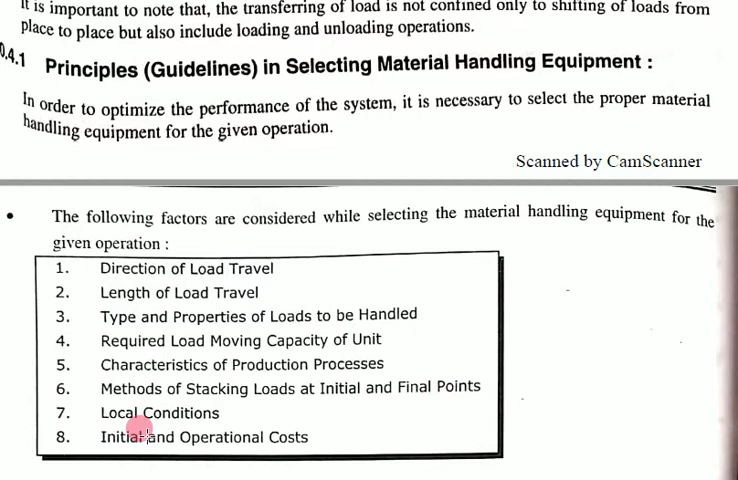 It is important to note that, the transferring of load is not confined only to shifting of loads from
place to place but also include loading and unloading operations.
0.4.1 Principles (Guidelines) in Selecting Material Handling Equipment :
In order to optimize the performance of the system, it is necessary to select the proper material
handling equipment for the given operation.
Scanned by CamScanner
• The following factors are considered while selecting the material handling equipment for the
given operation :
1. Direction of Load Travel
2. Length of Load Travel
3. Type and Properties of Loads to be Handled
4. Required Load Moving Capacity of Unit
5. Characteristics of Production Processes
6. Methods of Stacking Loads at Initial and Final Points
7. Local Conditions
8. Initial and Operational Costs